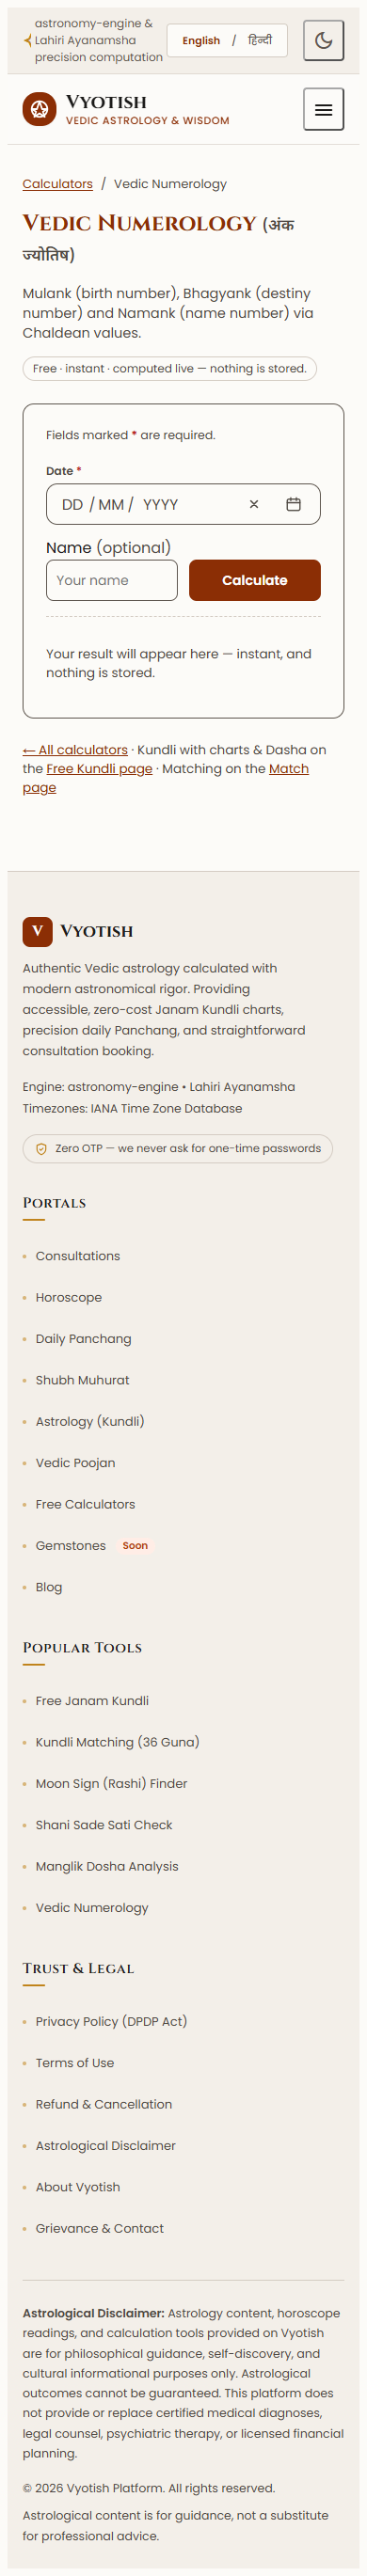 astronomy-engine &
Lahiri Ayanamsha
precision computation
English / हिन्दी
Vyotish
VEDIC ASTROLOGY & WISDOM
Calculators / Vedic Numerology
Vedic Numerology (अंक
ज्योतिष)
Mulank (birth number), Bhagyank (destiny
number) and Namank (name number) via
Chaldean values.
Free · instant · computed live — nothing is stored.
Fields marked * are required.
Date *
DD / MM / YYYY
Name (optional)
Your name
Calculate
Your result will appear here — instant, and
nothing is stored.
← All calculators · Kundli with charts & Dasha on
the Free Kundli page · Matching on the Match
page
V Vyotish
Authentic Vedic astrology calculated with
modern astronomical rigor. Providing
accessible, zero-cost Janam Kundli charts,
precision daily Panchang, and straightforward
consultation booking.
Engine: astronomy-engine • Lahiri Ayanamsha
Timezones: IANA Time Zone Database
Zero OTP — we never ask for one-time passwords
Portals
Consultations
Horoscope
Daily Panchang
Shubh Muhurat
Astrology (Kundli)
Vedic Poojan
Free Calculators
Gemstones Soon
Blog
Popular Tools
Free Janam Kundli
Kundli Matching (36 Guna)
Moon Sign (Rashi) Finder
Shani Sade Sati Check
Manglik Dosha Analysis
Vedic Numerology
Trust & Legal
Privacy Policy (DPDP Act)
Terms of Use
Refund & Cancellation
Astrological Disclaimer
About Vyotish
Grievance & Contact
Astrological Disclaimer: Astrology content, horoscope
readings, and calculation tools provided on Vyotish
are for philosophical guidance, self-discovery, and
cultural informational purposes only. Astrological
outcomes cannot be guaranteed. This platform does
not provide or replace certified medical diagnoses,
legal counsel, psychiatric therapy, or licensed financial
planning.
© 2026 Vyotish Platform. All rights reserved.
Astrological content is for guidance, not a substitute
for professional advice.